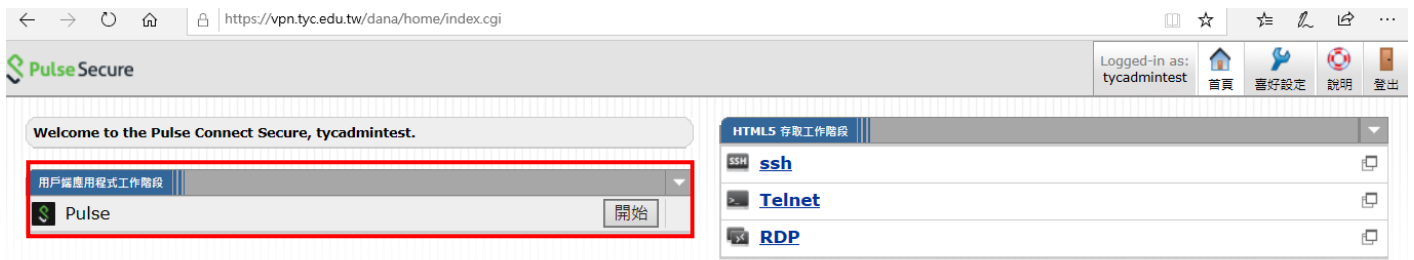 https://vpn.tyc.edu.tw/dana/home/index.cgi
Pulse Secure
Logged-in as:
tycadmintest
首頁
喜好設定
說明
登出
Welcome to the Pulse Connect Secure, tycadmintest.
用戶端應用程式工作階段
Pulse
開始
HTML5 存取工作階段
SSH ssh
Telnet
RDP